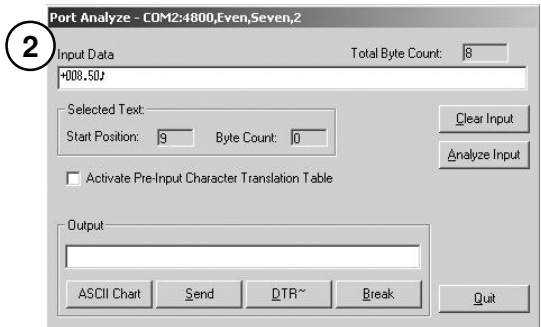 Port Analyze - COM2:4800,Even,Seven,2
2
Input Data Total Byte Count: 8
+008.50♪
Selected Text:
Start Position: 9 Byte Count: 0
Clear Input
Analyze Input
Activate Pre-Input Character Translation Table
Output
ASCII Chart Send DTR~ Break Quit